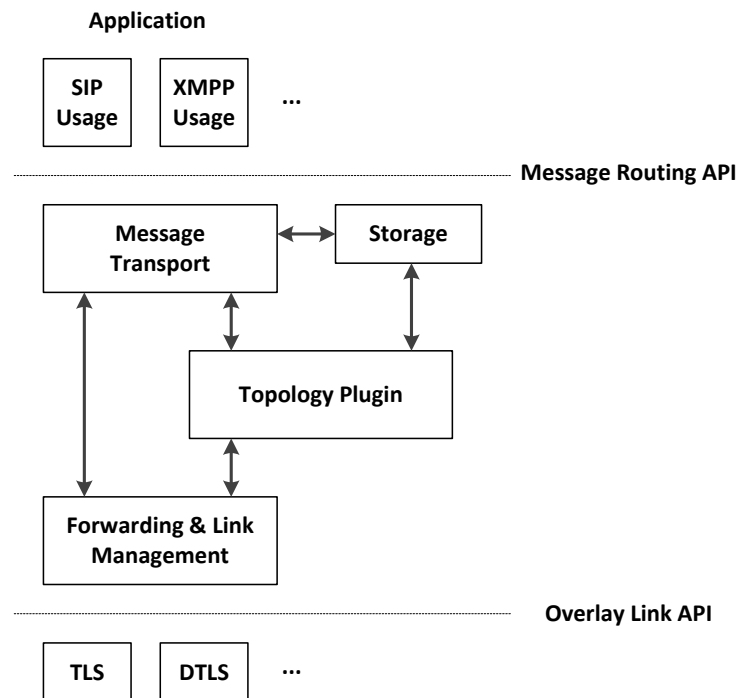 Application
SIP
Usage
XMPP
Usage
...
Message Routing API
Message
Transport
Storage
Topology Plugin
Forwarding & Link
Management
Overlay Link API
TLS
DTLS
...